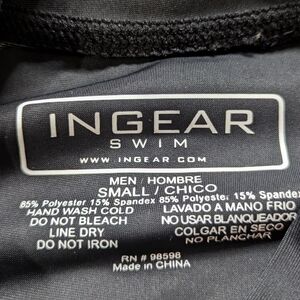 INGEAR
SWIM
WWW.INGEAR.COM
MEN / HOMBRE
SMALL / CHICO
85% Polyester 15% Spandex 85% Polyester, 15% Spandex
HAND WASH COLD LAVADO A MANO FRIO
DO NOT BLEACH NO USAR BLANQUEADOR
LINE DRY COLGAR EN SECO
DO NOT IRON NO PLANCHAR
RN # 98598
Made in CHINA